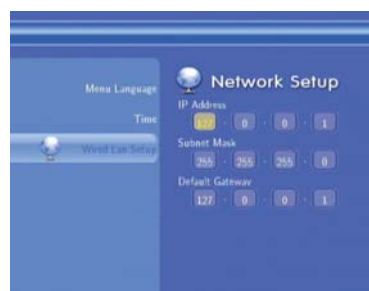 Menu Language
Time
Wired Lan Setup
Network Setup
IP Address
127 · 0 · 0 · 1
Subnet Mask
255 · 255 · 255 · 0
Default Gateway
127 · 0 · 0 · 1